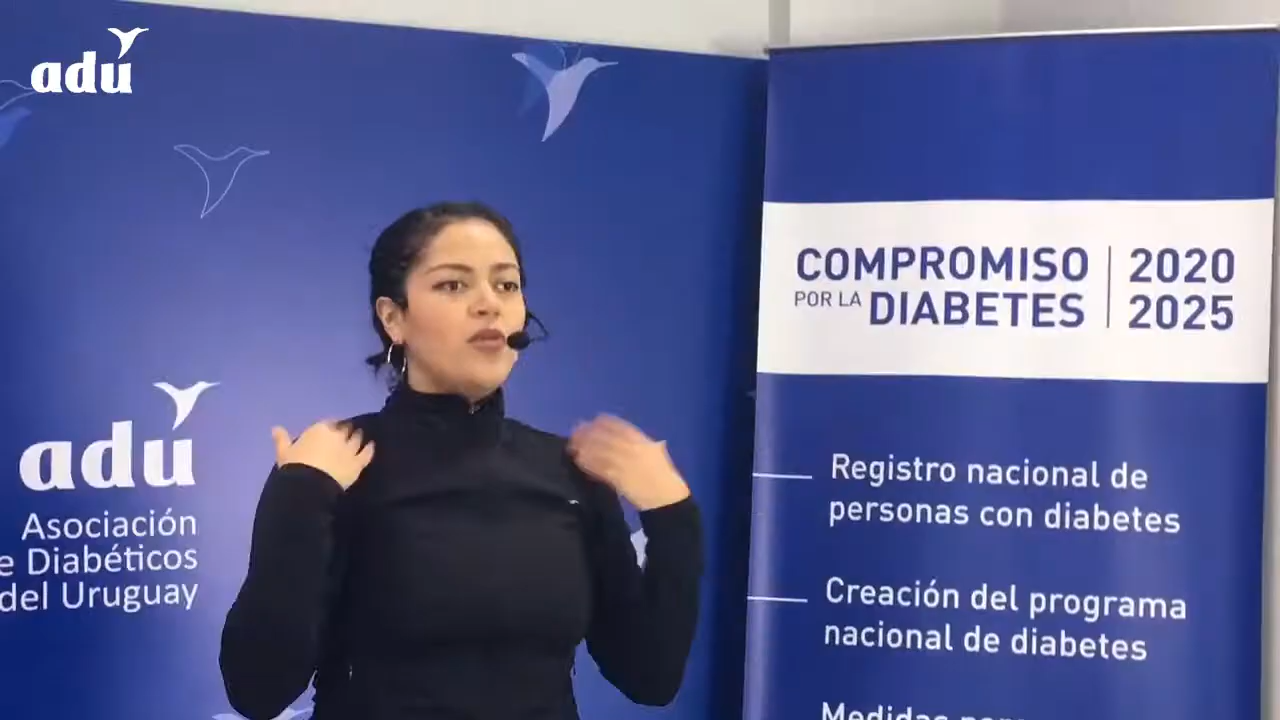 adu
adu
Asociación
e Diabéticos
del Uruguay
COMPROMISO
POR LA DIABETES
2020
2025
Registro nacional de
personas con diabetes
Creación del programa
nacional de diabetes
Medidas